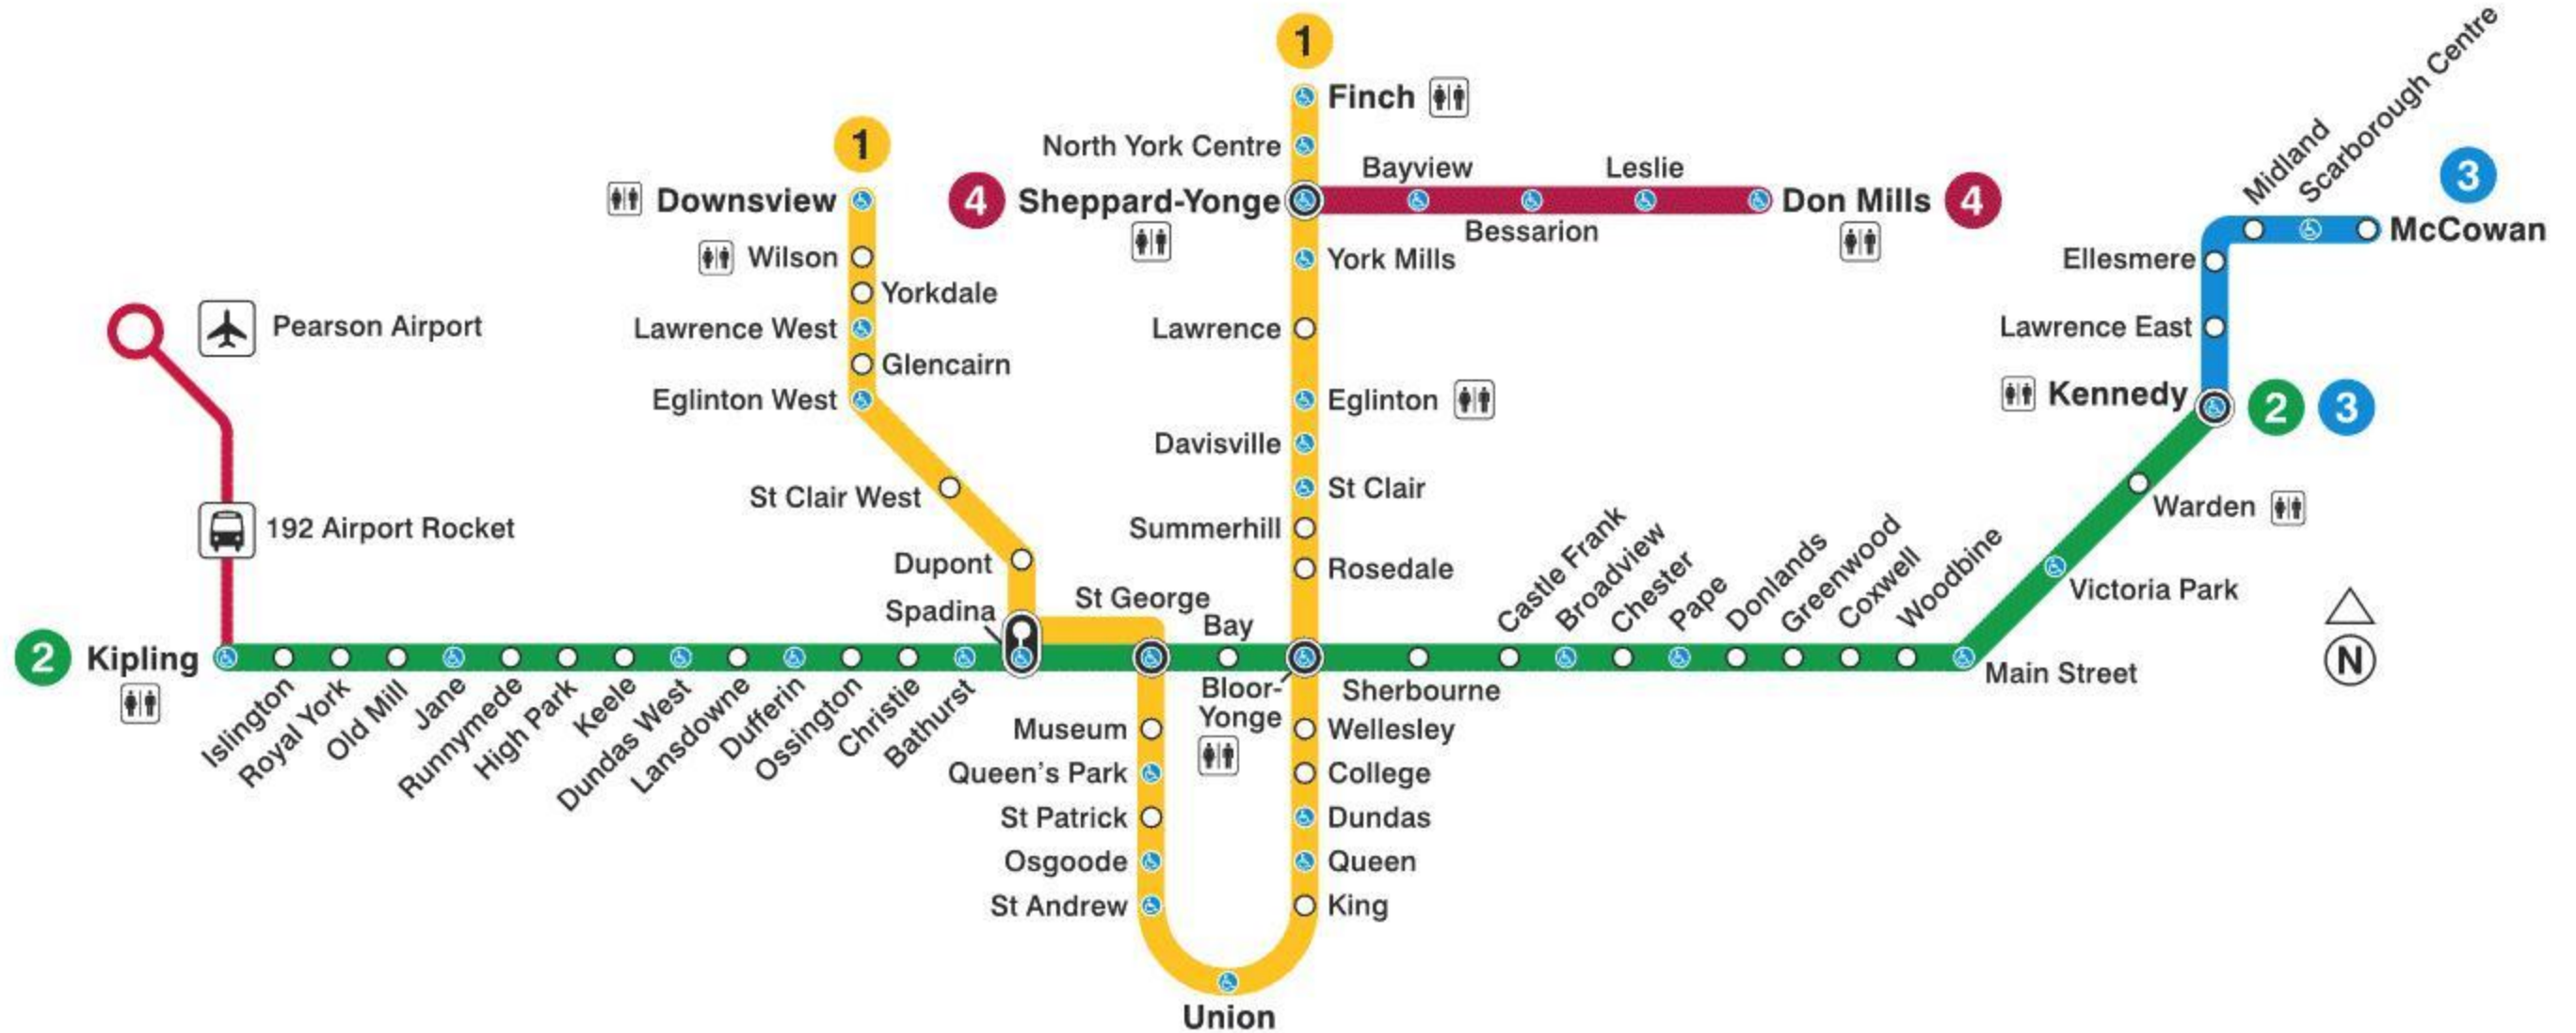 1
Finch
North York Centre
1
Bayview
Leslie
Downsview
4
Sheppard-Yonge
Don Mills
4
Bessarion
Midland
Scarborough Centre
3
McCowan
Wilson
York Mills
Ellesmere
Yorkdale
Pearson Airport
Lawrence West
Lawrence
Lawrence East
Glencairn
Eglinton West
Eglinton
Kennedy
2
3
Davisville
St Clair West
St Clair
Warden
192 Airport Rocket
Summerhill
Dupont
Rosedale
Castle Frank
Broadview
Chester
Pape
Donlands
Greenwood
Coxwell
Woodbine
Victoria Park
St George
Spadina
Bay
2
Kipling
N
Main Street
Islington
Royal York
Old Mill
Jane
Runnymede
High Park
Keele
Dundas West
Lansdowne
Dufferin
Ossington
Christie
Bathurst
Bloor-
Yonge
Sherbourne
Museum
Wellesley
Queen's Park
College
St Patrick
Dundas
Osgoode
Queen
St Andrew
King
Union